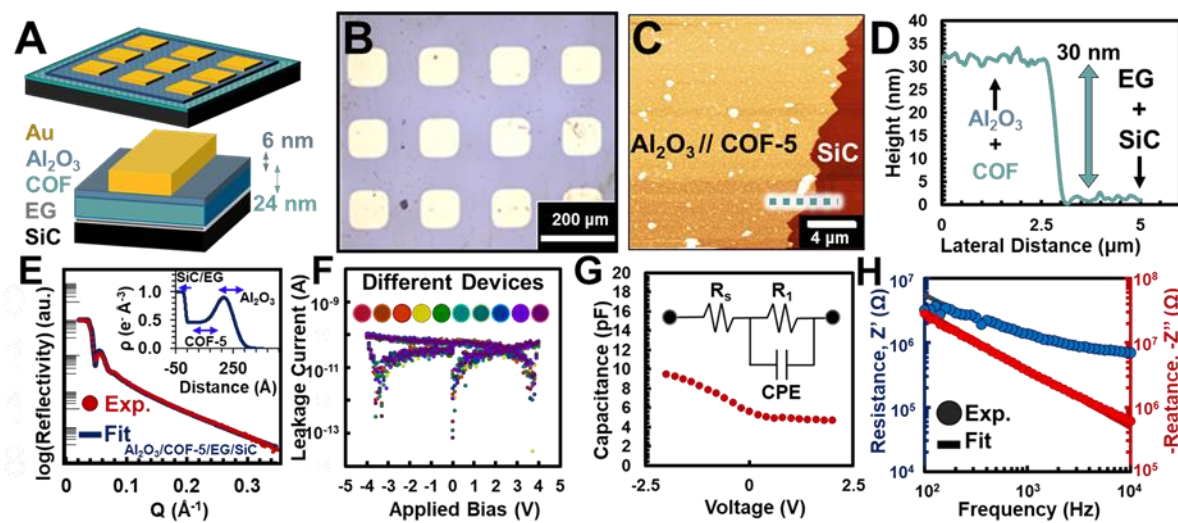 A
Au
Al₂O₃
COF
EG
SiC
6 nm
24 nm
B
200 µm
C
Al₂O₃ // COF-5
SiC
4 µm
D
Height (nm)
40
35
30
25
20
15
10
5
0
30 nm
Al₂O₃
+
COF
EG
+
SiC
0
2.5
5
Lateral Distance (µm)
E
log(Reflectivity) (au.)
SiC/EG
Al₂O₃
COF-5
ρ (e⁻ Å⁻³)
1.0
0.5
0.0
-50
250
Distance (Å)
Exp.
Fit
Al₂O₃/COF-5/EG/SiC
0
0.1
0.2
0.3
Q (Å⁻¹)
F
Different Devices
Leakage Current (A)
10⁻⁹
10⁻¹¹
10⁻¹³
-5 -4 -3 -2 -1 0 1 2 3 4 5
Applied Bias (V)
G
Capacitance (pF)
20
18
16
14
12
10
8
6
4
2
0
Rₛ
R₁
CPE
-2.5
0
2.5
Voltage (V)
H
Resistance, Z' (Ω)
10⁷
10⁶
10⁵
10⁴
Exp.
Fit
10²
10³
10⁴
Frequency (Hz)
10⁸
10⁷
10⁶
10⁵
-Reatance, -Z'' (Ω)